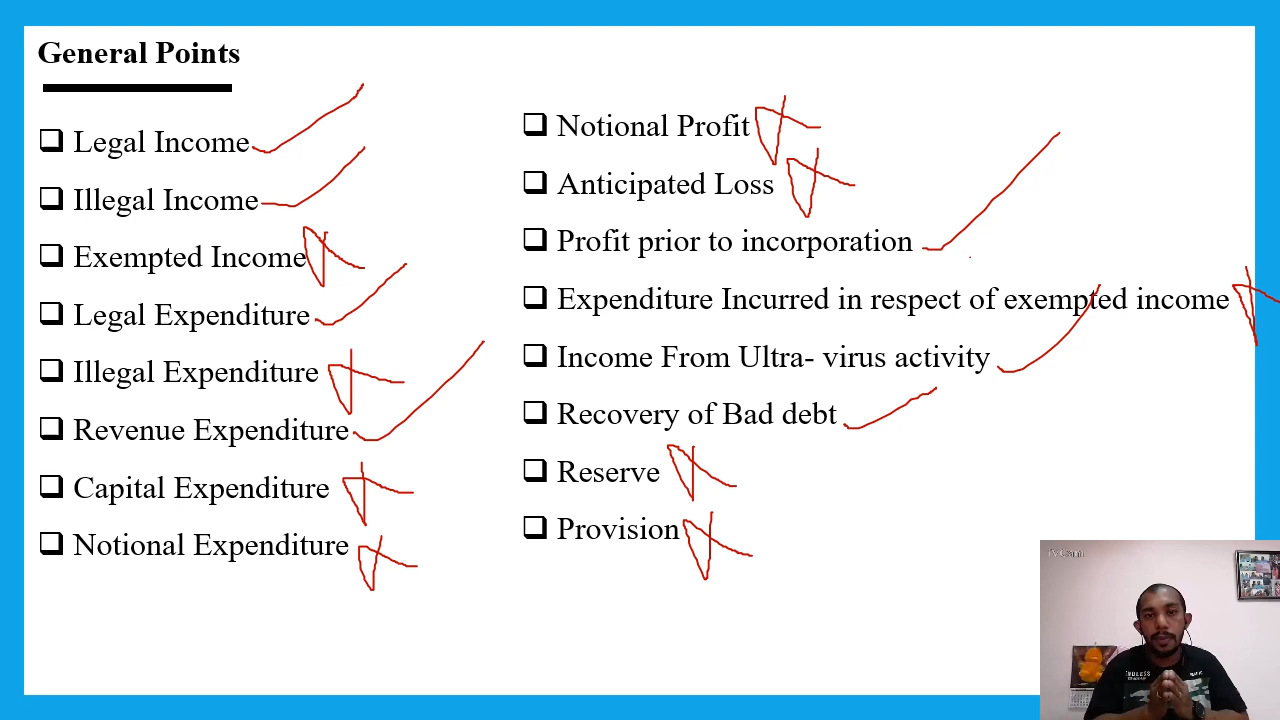 General Points
Legal Income
Illegal Income
Exempted Income
Legal Expenditure
Illegal Expenditure
Revenue Expenditure
Capital Expenditure
Notional Expenditure
Notional Profit
Anticipated Loss
Profit prior to incorporation
Expenditure Incurred in respect of exempted income
Income From Ultra- virus activity
Recovery of Bad debt
Reserve
Provision